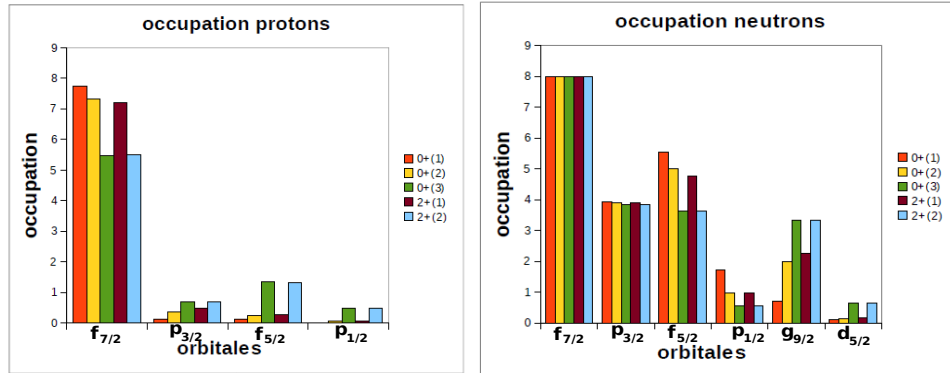 occupation protons
occupation
9
8
7
6
5
4
3
2
1
0
f7/2
p3/2
f5/2
p1/2
orbitales
0+(1)
0+(2)
0+(3)
2+(1)
2+(2)
occupation neutrons
occupation
9
8
7
6
5
4
3
2
1
0
f7/2
p3/2
f5/2
p1/2
g9/2
d5/2
orbitales
0+(1)
0+(2)
0+(3)
2+(1)
2+(2)